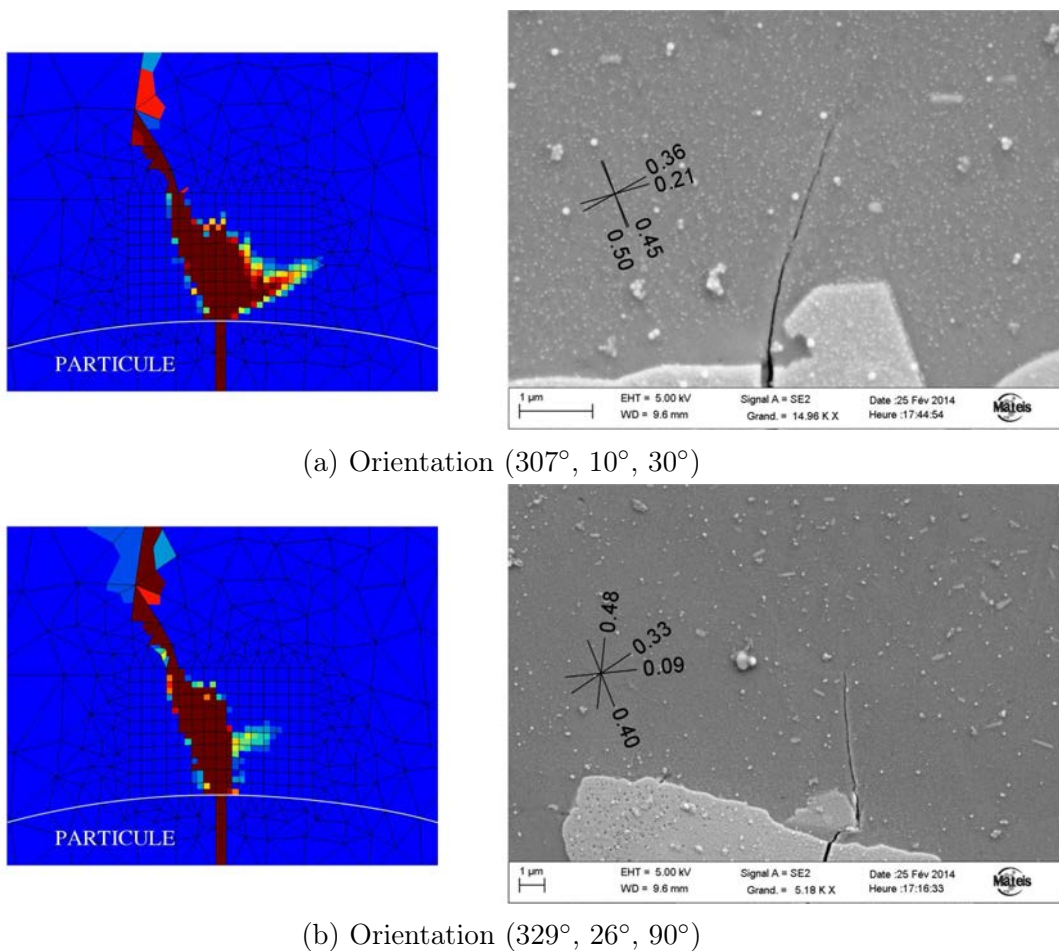 0.36
0.21
0.45
0.50
PARTICULE
1 µm
EHT = 5.00 kV
WD = 9.6 mm
Signal A = SE2
Grand. = 14.96 K X
Date :25 Fév 2014
Heure :17:44:54
Mateis
(a) Orientation (307°, 10°, 30°)
0.48
0.33
0.09
0.40
PARTICULE
1 µm
EHT = 5.00 kV
WD = 9.6 mm
Signal A = SE2
Grand. = 5.18 K X
Date :25 Fév 2014
Heure :17:16:33
Mateis
(b) Orientation (329°, 26°, 90°)